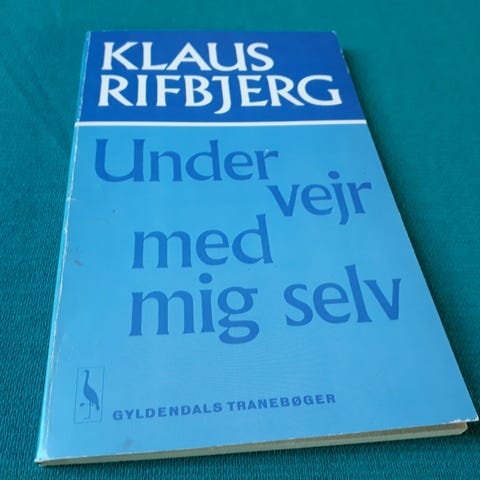 KLAUS
RIFBJERG
Under
vejr
med
mig selv
GYLDENDALS TRANEBØGER